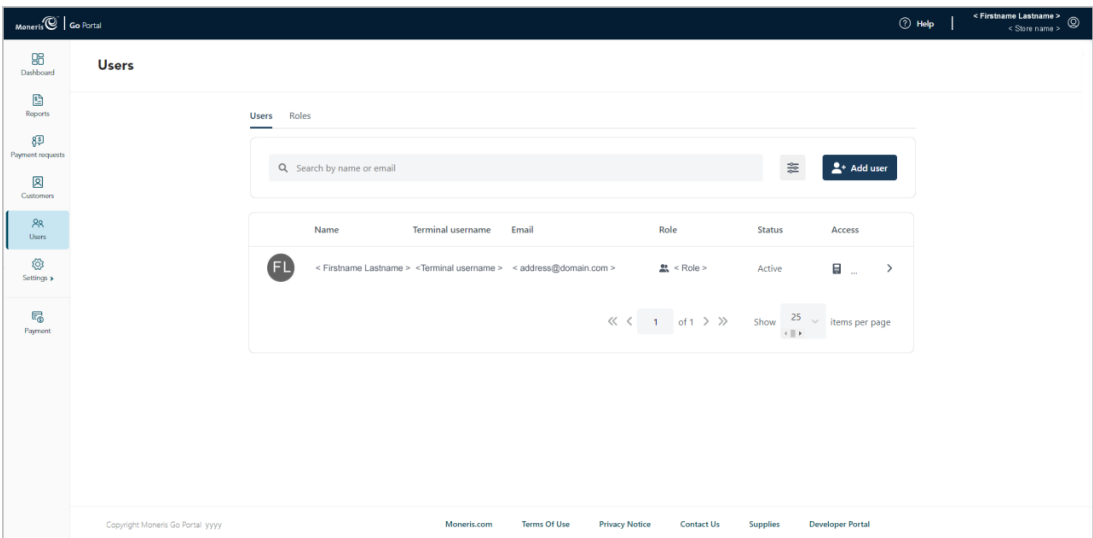 Moneris Go Portal
Help
< Firstname Lastname >
< Store name >
Dashboard
Reports
Payment requests
Customers
Users
Settings
Payment
Users
Users Roles
Search by name or email
Add user
Name Terminal username Email Role Status Access
FL < Firstname Lastname > <Terminal username > < address@domain.com > < Role > Active ...
1 of 1 Show 25 items per page
Copyright Moneris Go Portal yyyy Moneris.com Terms Of Use Privacy Notice Contact Us Supplies Developer Portal